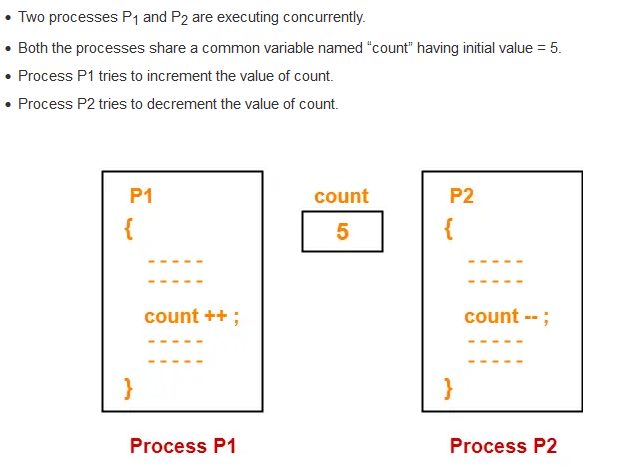 • Two processes P1 and P2 are executing concurrently.
• Both the processes share a common variable named “count” having initial value = 5.
• Process P1 tries to increment the value of count.
• Process P2 tries to decrement the value of count.
P1 count P2
{ 5 {
- - - - - - - - - -
- - - - - - - - - -
count ++ ; count -- ;
- - - - - - - - - -
- - - - - - - - - -
} }
Process P1 Process P2